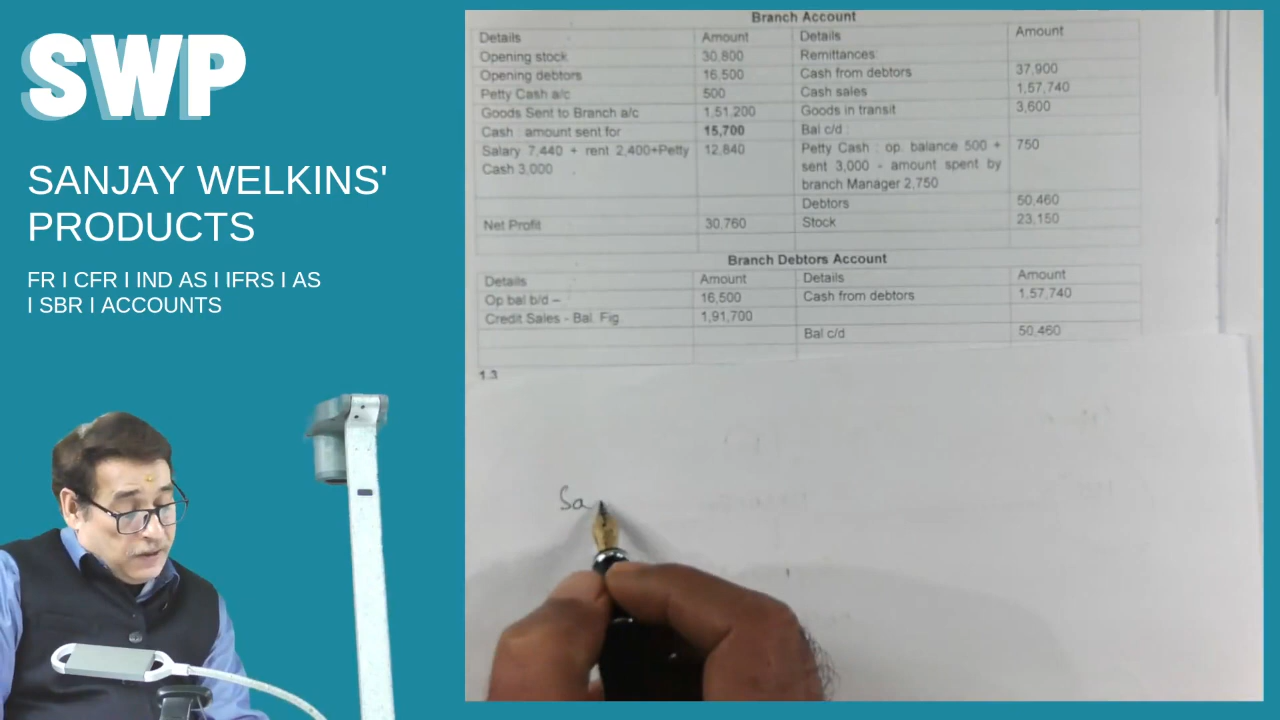 SWP
SANJAY WELKINS'
PRODUCTS
FR I CFR I IND AS I IFRS I AS
I SBR I ACCOUNTS
Branch Account
Details Amount Details Amount
Opening stock 30,800 Remittances
Opening debtors 16,500 Cash from debtors 37,900
Petty Cash a/c 500 Cash sales 1,57,740
Goods Sent to Branch a/c 1,51,200 Goods in transit 3,600
Cash : amount sent for 15,700 Bal c/d :
Salary 7,440 + rent 2,400+Petty 12,840 Petty Cash : op. balance 500 + 750
Cash 3,000 sent 3,000 - amount spent by
branch Manager 2,750
Debtors 50,460
Net Profit 30,760 Stock 23,150
Branch Debtors Account
Details Amount Details Amount
Op bal b/d – 16,500 Cash from debtors 1,57,740
Credit Sales - Bal. Fig 1,91,700
Bal c/d 50,460
1.3
Sa